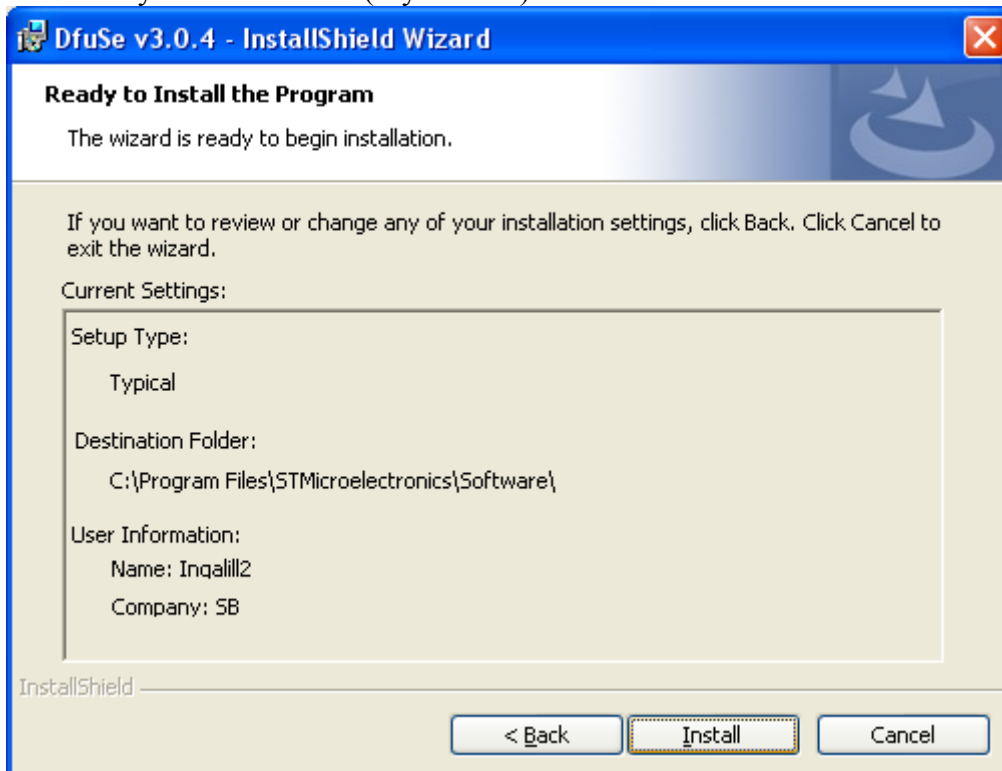 DfuSe v3.0.4 - InstallShield Wizard
Ready to Install the Program
The wizard is ready to begin installation.
If you want to review or change any of your installation settings, click Back. Click Cancel to
exit the wizard.
Current Settings:
Setup Type:
Typical
Destination Folder:
C:\Program Files\STMicroelectronics\Software\
User Information:
Name: Ingalill2
Company: SB
InstallShield
< Back
Install
Cancel